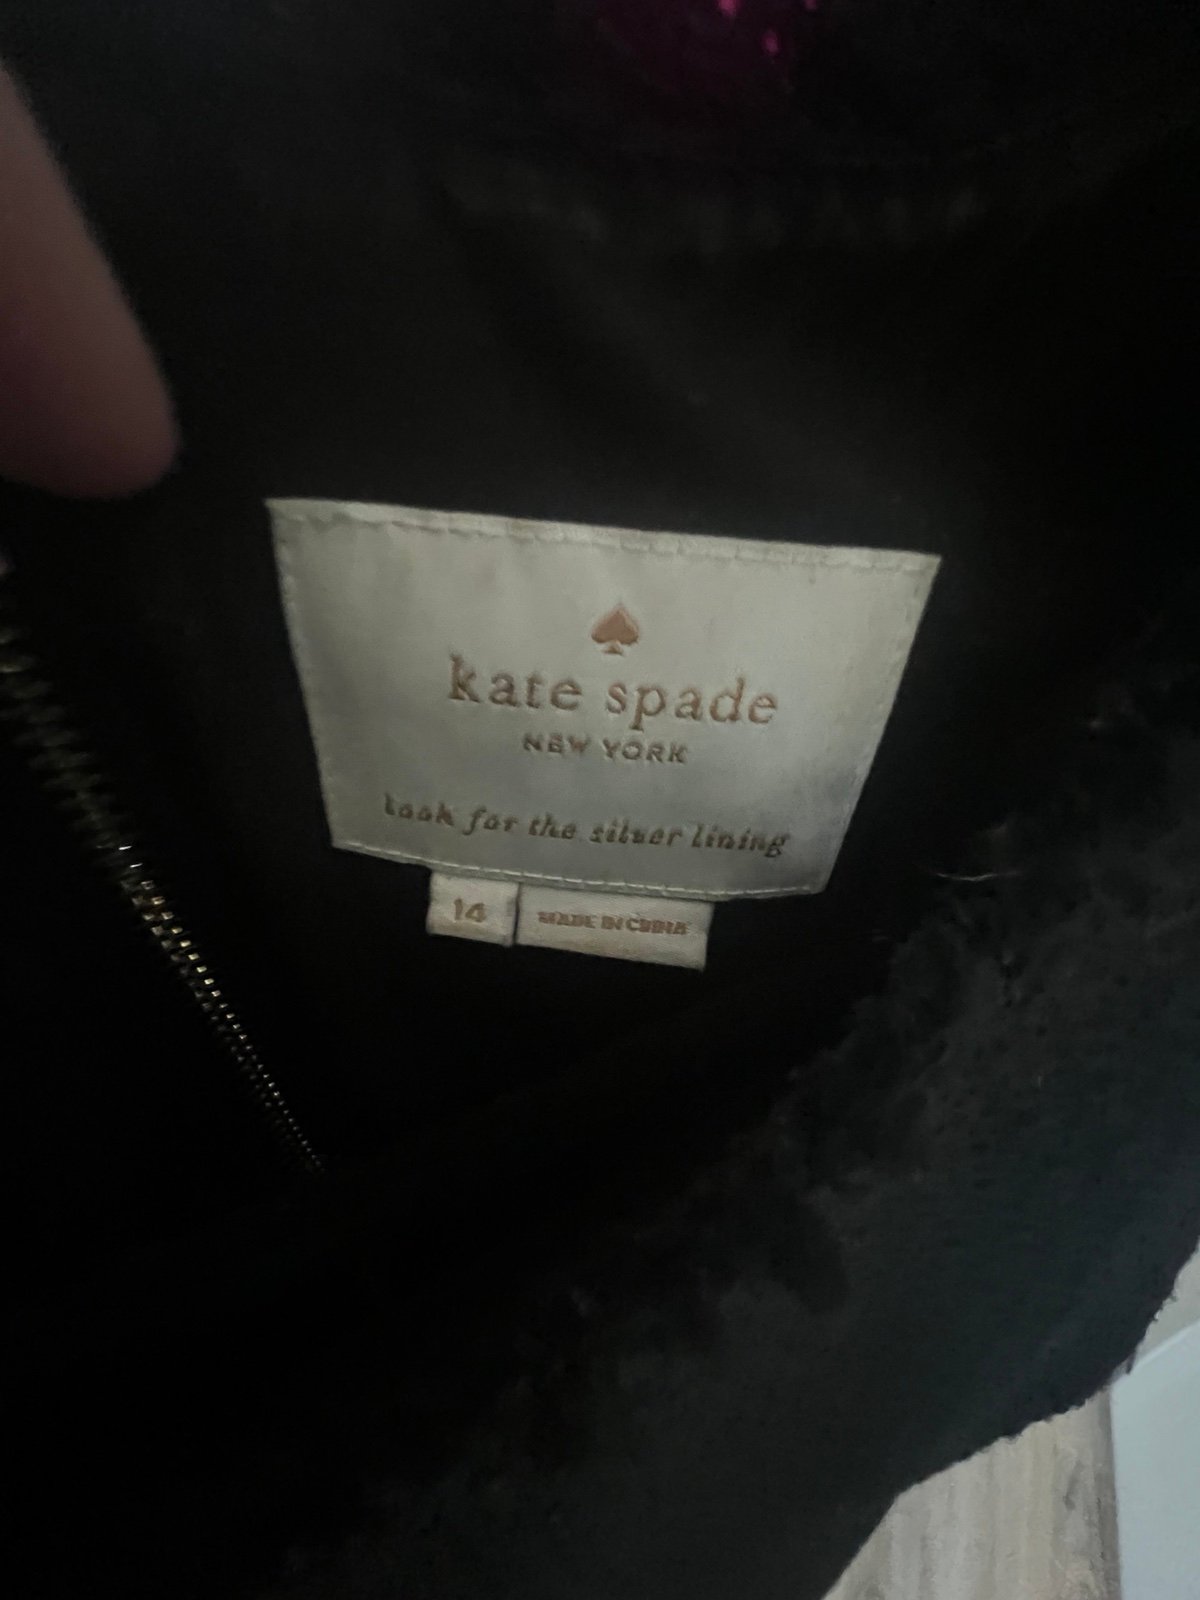 kate spade
NEW YORK
look for the silver lining
14
MADE IN CHINA